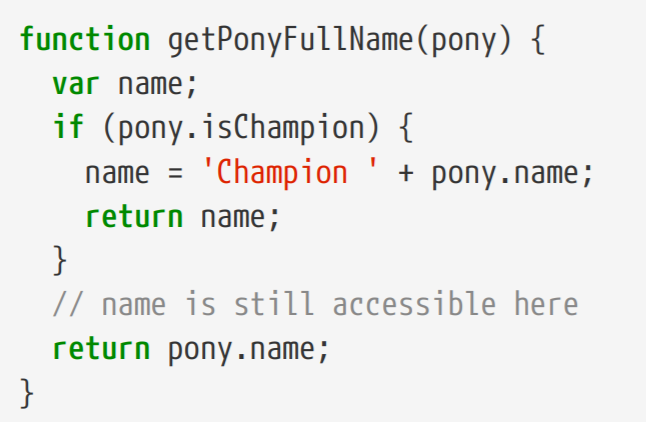 function getPonyFullName(pony) {
  var name;
  if (pony.isChampion) {
    name = 'Champion ' + pony.name;
    return name;
  }
  // name is still accessible here
  return pony.name;
}